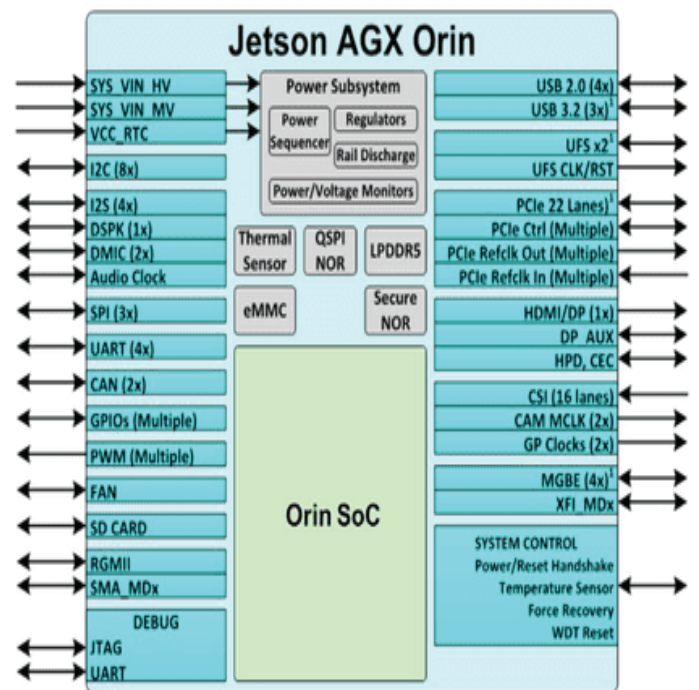 Jetson AGX Orin
SYS_VIN_HV
SYS_VIN_MV
VCC_RTC
I2C (8x)
I2S (4x)
DSPK (1x)
DMIC (2x)
Audio Clock
SPI (3x)
UART (4x)
CAN (2x)
GPIOs (Multiple)
PWM (Multiple)
FAN
SD CARD
RGMII
SMA_MDx
DEBUG
JTAG
UART
Power Subsystem
Power
Sequencer
Regulators
Rail Discharge
Power/Voltage Monitors
Thermal
Sensor
QSPI
NOR
LPDDR5
eMMC
Secure
NOR
Orin SoC
USB 2.0 (4x)
USB 3.2 (3x)¹
UFS x2¹
UFS CLK/RST
PCIe 22 Lanes)¹
PCIe Ctrl (Multiple)
PCIe Refclk Out (Multiple)
PCIe Refclk In (Multiple)
HDMI/DP (1x)
DP_AUX
HPD, CEC
CSI (16 lanes)
CAM MCLK (2x)
GP Clocks (2x)
MGBE (4x)¹
XFI_MDx
SYSTEM CONTROL
Power/Reset Handshake
Temperature Sensor
Force Recovery
WDT Reset